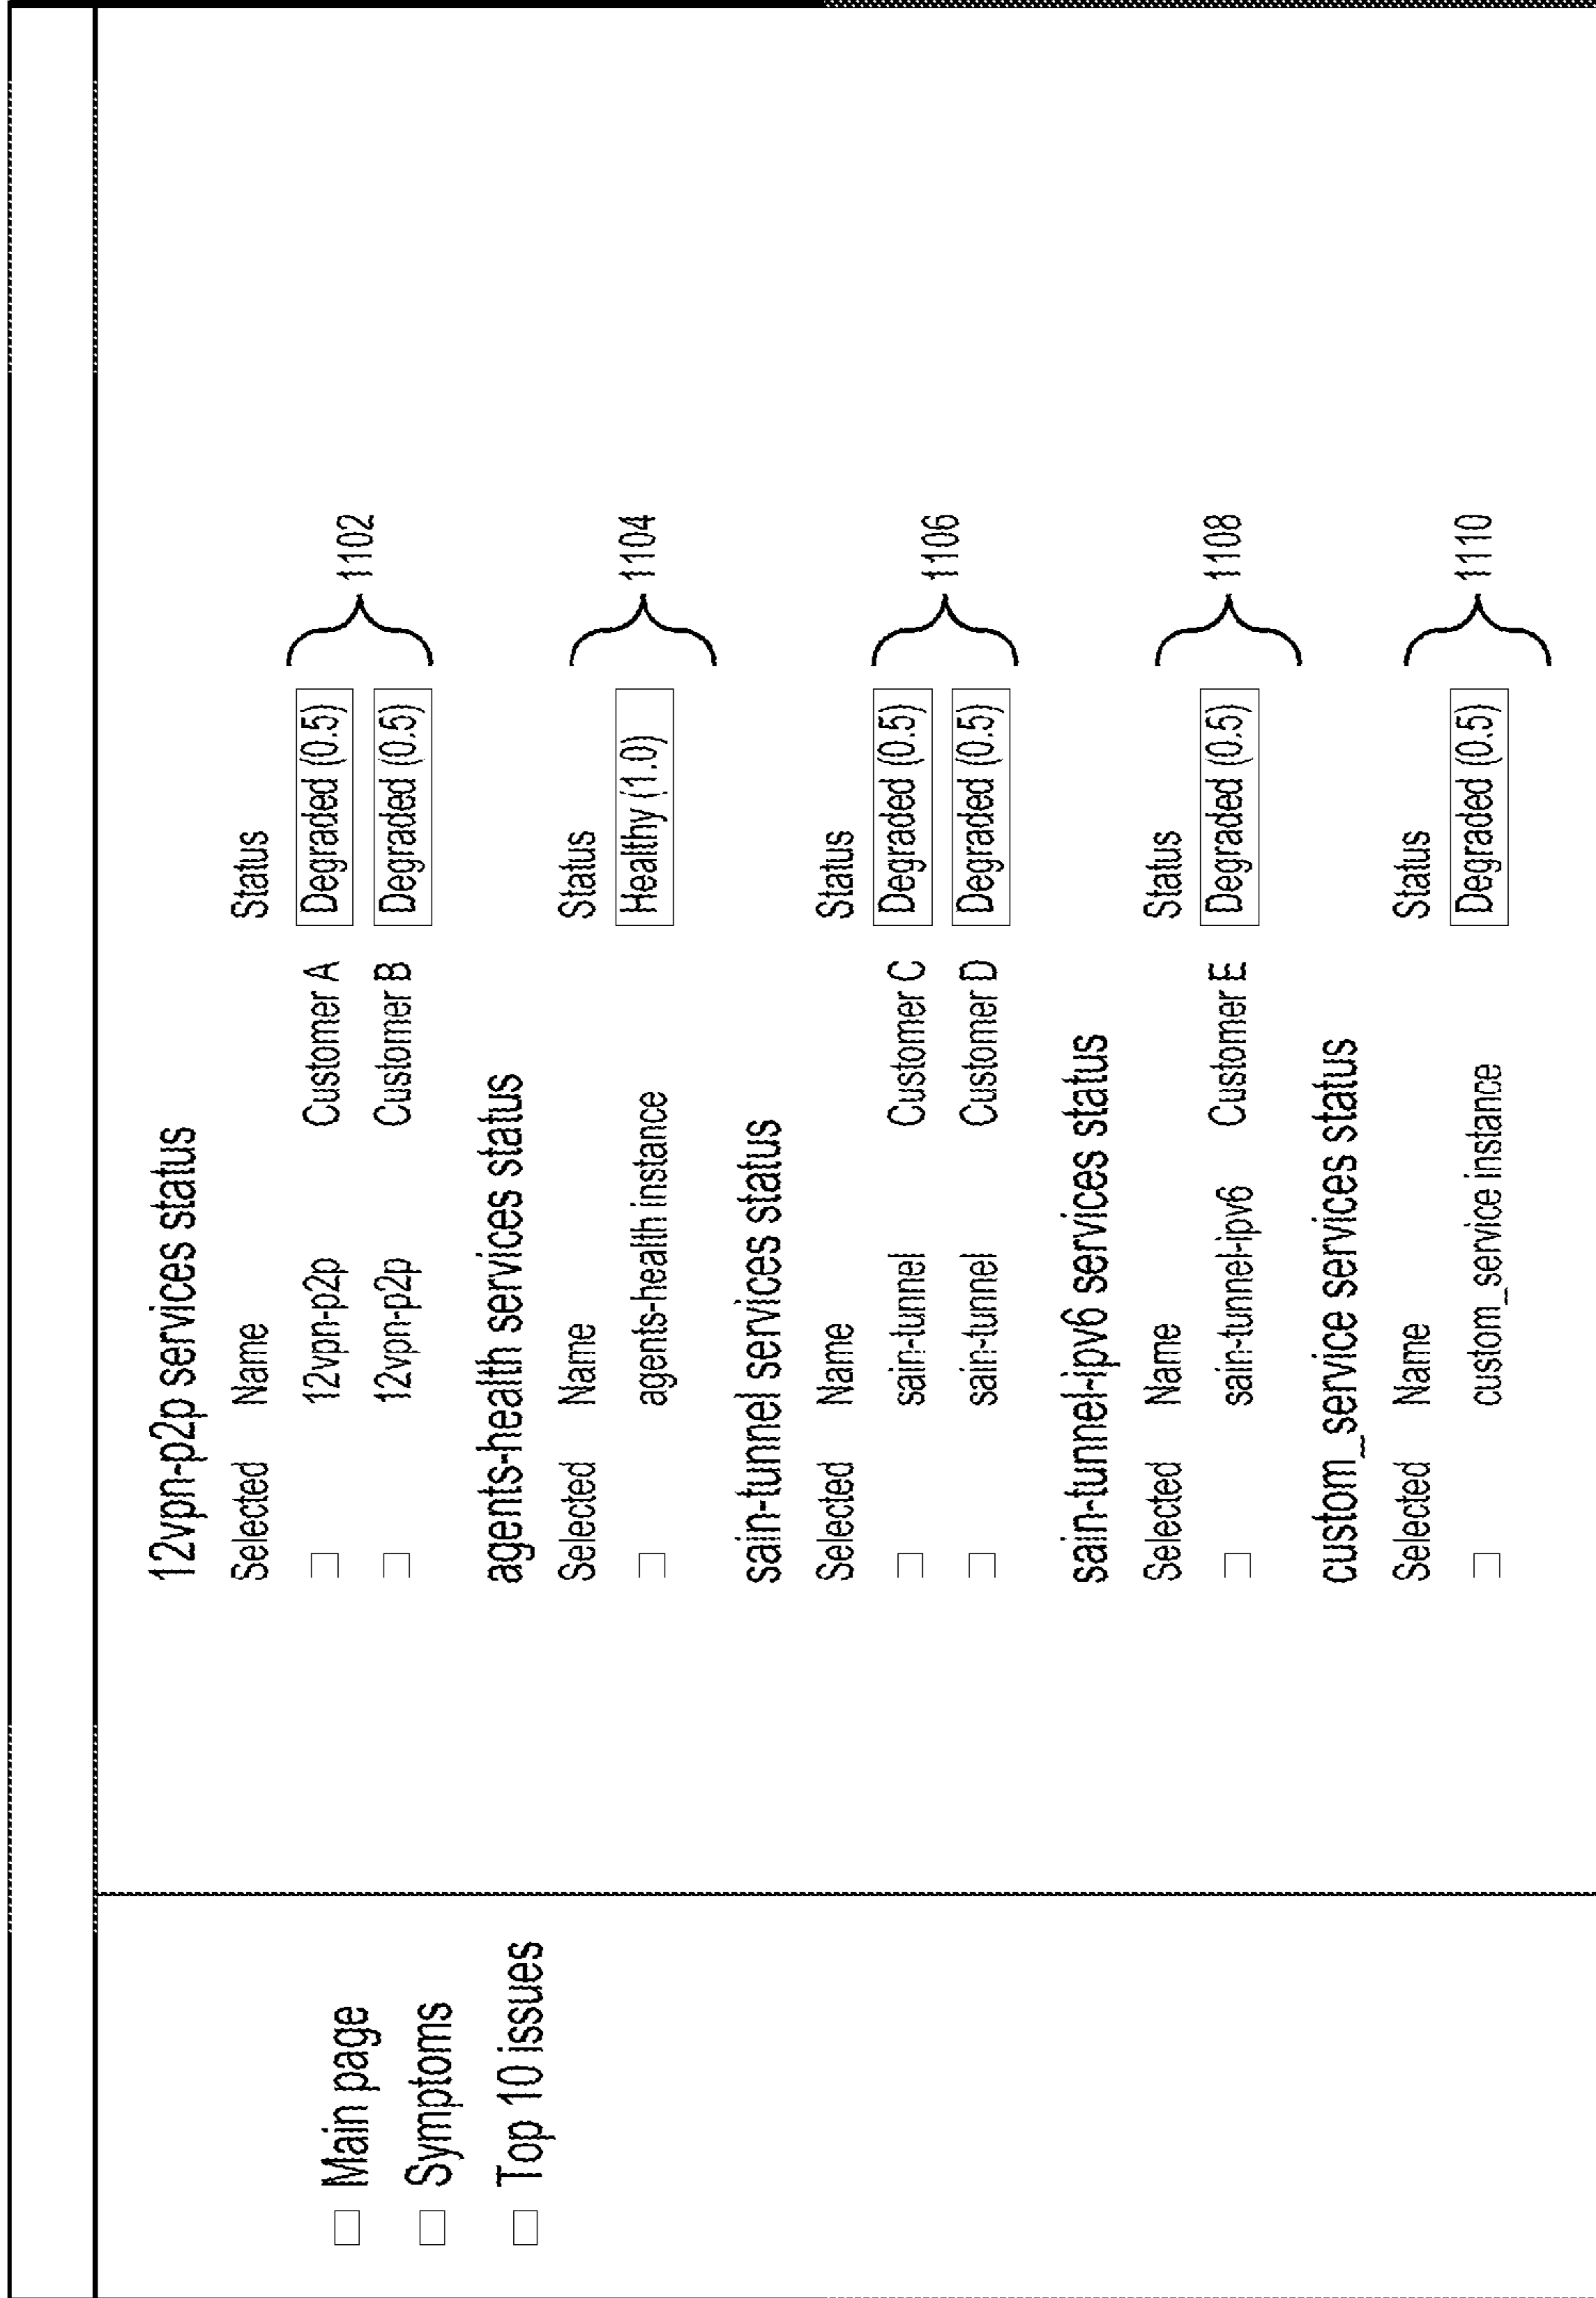 Main page
Symptoms
Top 10 issues
12vpn-p2p services status
Selected Name Status
12vpn-p2p Customer A Degraded (0.5)
12vpn-p2p Customer B Degraded (0.5)
1102
agents-health services status
Selected Name Status
agents-health instance Healthy (1.0)
1104
sain-tunnel services status
Selected Name Status
sain-tunnel Customer C Degraded (0.5)
sain-tunnel Customer D Degraded (0.5)
1106
sain-tunnel-ipv6 services status
Selected Name Status
sain-tunnel-ipv6 Customer E Degraded (0.5)
1108
custom_service services status
Selected Name Status
custom_service instance Degraded (0.5)
1110